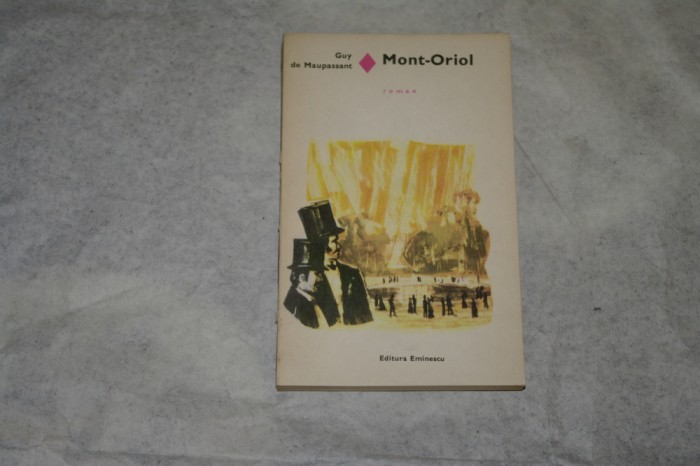 Guy
de Maupassant
Mont-Oriol
roman
Editura Eminescu